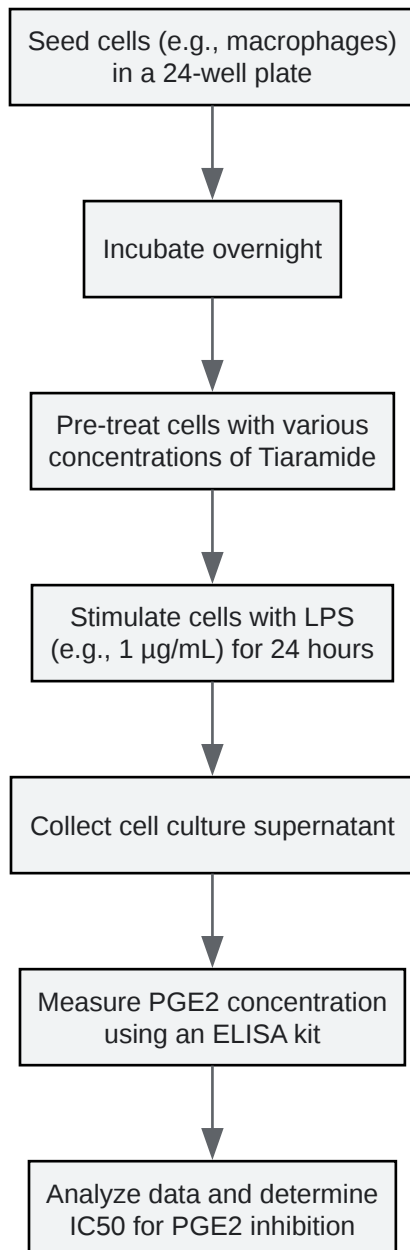 Seed cells (e.g., macrophages)
in a 24-well plate
Incubate overnight
Pre-treat cells with various
concentrations of Tiaramide
Stimulate cells with LPS
(e.g., 1 µg/mL) for 24 hours
Collect cell culture supernatant
Measure PGE2 concentration
using an ELISA kit
Analyze data and determine
IC50 for PGE2 inhibition